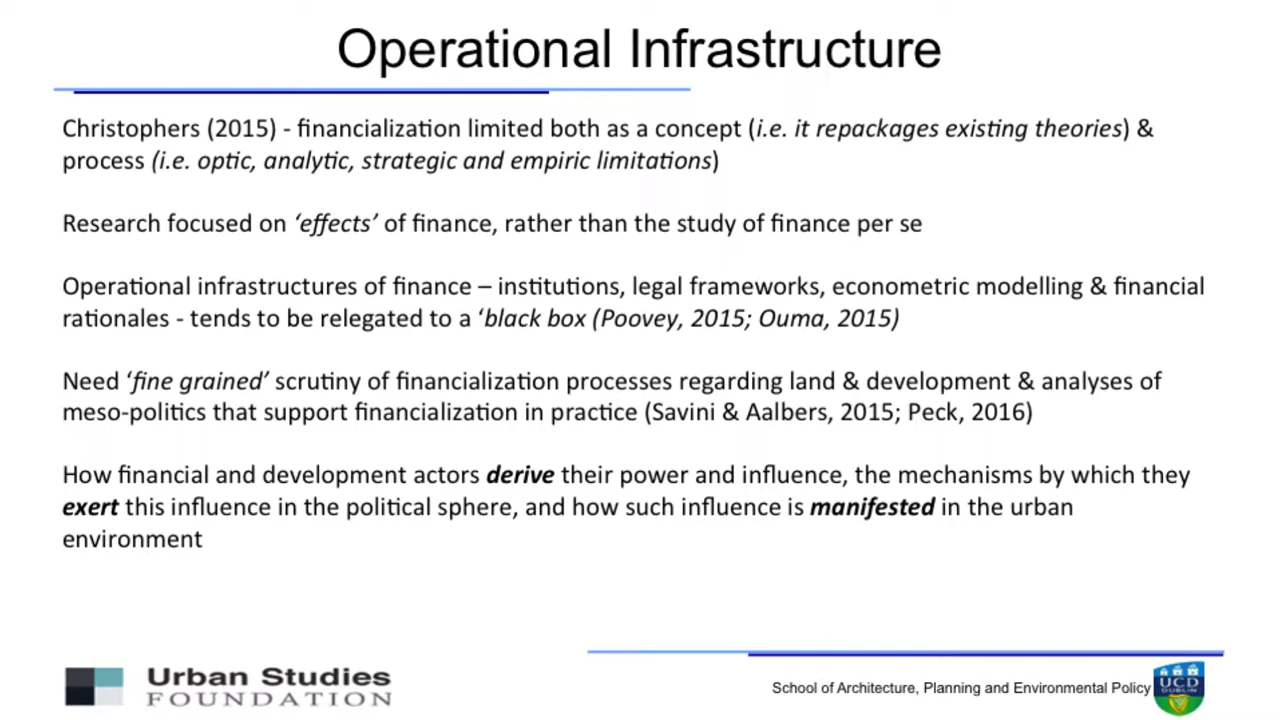 Operational Infrastructure
Christophers (2015) - financialization limited both as a concept (i.e. it repackages existing theories) &
process (i.e. optic, analytic, strategic and empiric limitations)
Research focused on ‘effects’ of finance, rather than the study of finance per se
Operational infrastructures of finance – institutions, legal frameworks, econometric modelling & financial
rationales - tends to be relegated to a ‘black box (Poovey, 2015; Ouma, 2015)
Need ‘fine grained’ scrutiny of financialization processes regarding land & development & analyses of
meso-politics that support financialization in practice (Savini & Aalbers, 2015; Peck, 2016)
How financial and development actors derive their power and influence, the mechanisms by which they
exert this influence in the political sphere, and how such influence is manifested in the urban
environment
Urban Studies
FOUNDATION
School of Architecture, Planning and Environmental Policy
UCD
DUBLIN